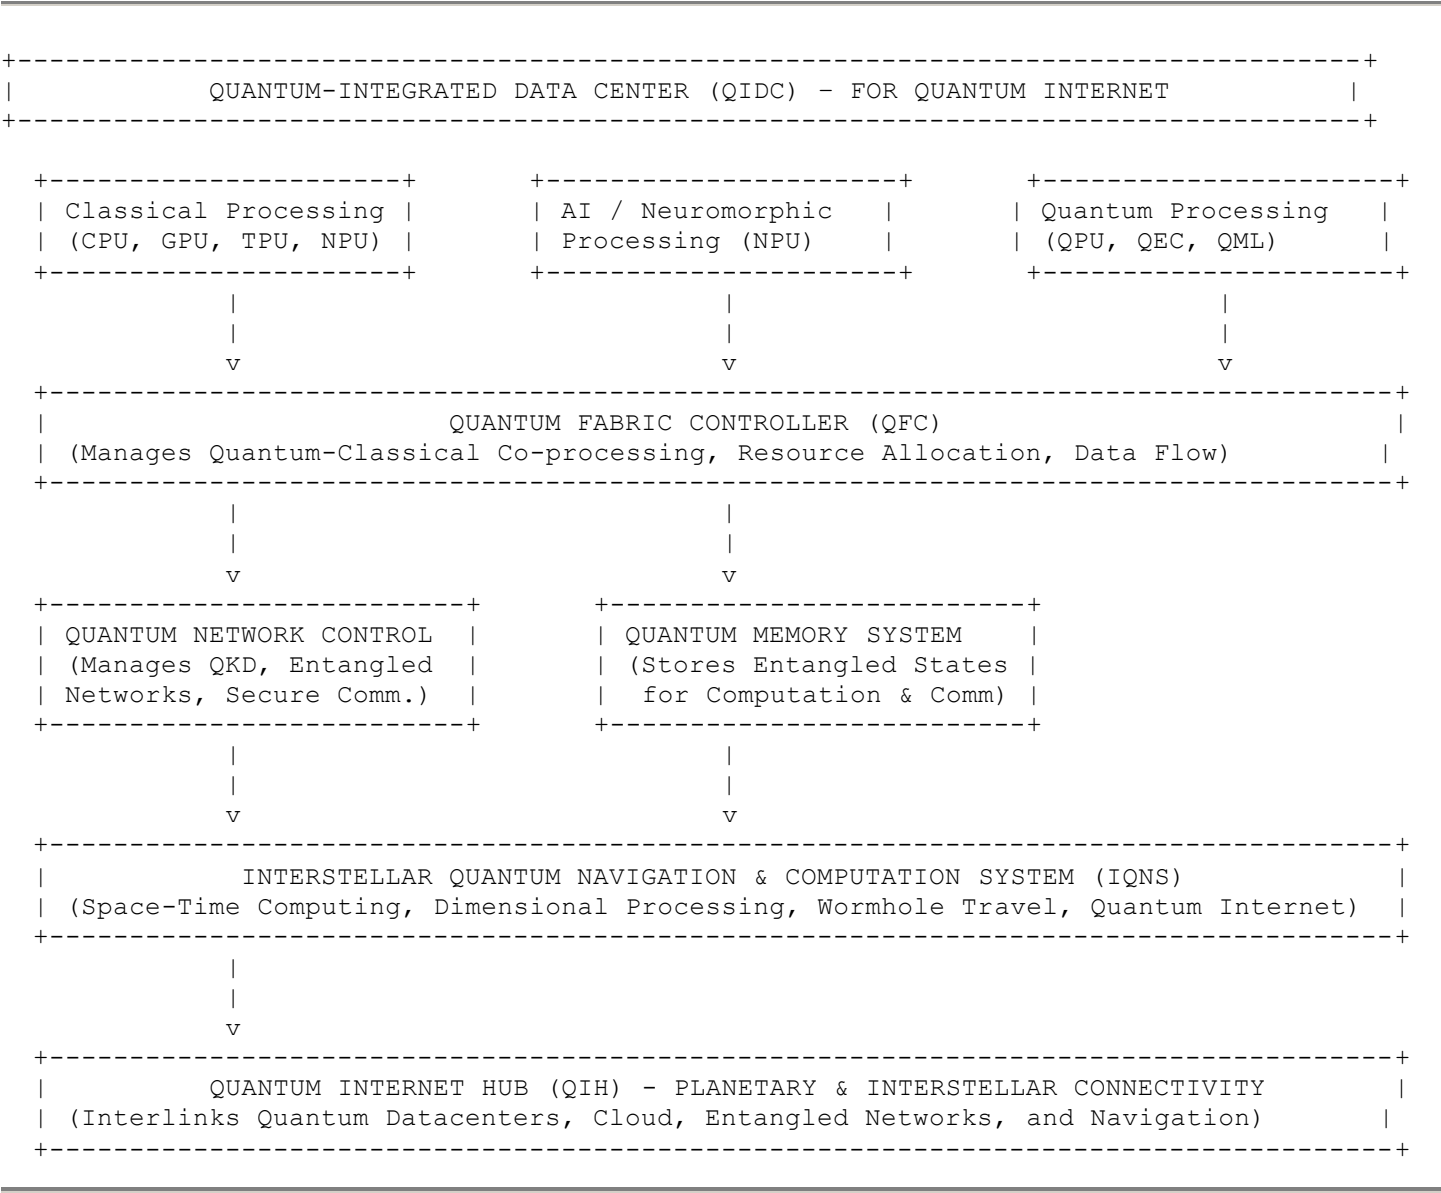 QUANTUM-INTEGRATED DATA CENTER (QIDC) – FOR QUANTUM INTERNET
Classical Processing | AI / Neuromorphic | Quantum Processing
(CPU, GPU, TPU, NPU) | Processing (NPU) | (QPU, QEC, QML)
v v v
QUANTUM FABRIC CONTROLLER (QFC)
(Manages Quantum-Classical Co-processing, Resource Allocation, Data Flow)
v v
QUANTUM NETWORK CONTROL | QUANTUM MEMORY SYSTEM
(Manages QKD, Entangled | (Stores Entangled States
Networks, Secure Comm.) | for Computation & Comm)
v v
INTERSTELLAR QUANTUM NAVIGATION & COMPUTATION SYSTEM (IQNS)
(Space-Time Computing, Dimensional Processing, Wormhole Travel, Quantum Internet)
v
QUANTUM INTERNET HUB (QIH) - PLANETARY & INTERSTELLAR CONNECTIVITY
(Interlinks Quantum Datacenters, Cloud, Entangled Networks, and Navigation)